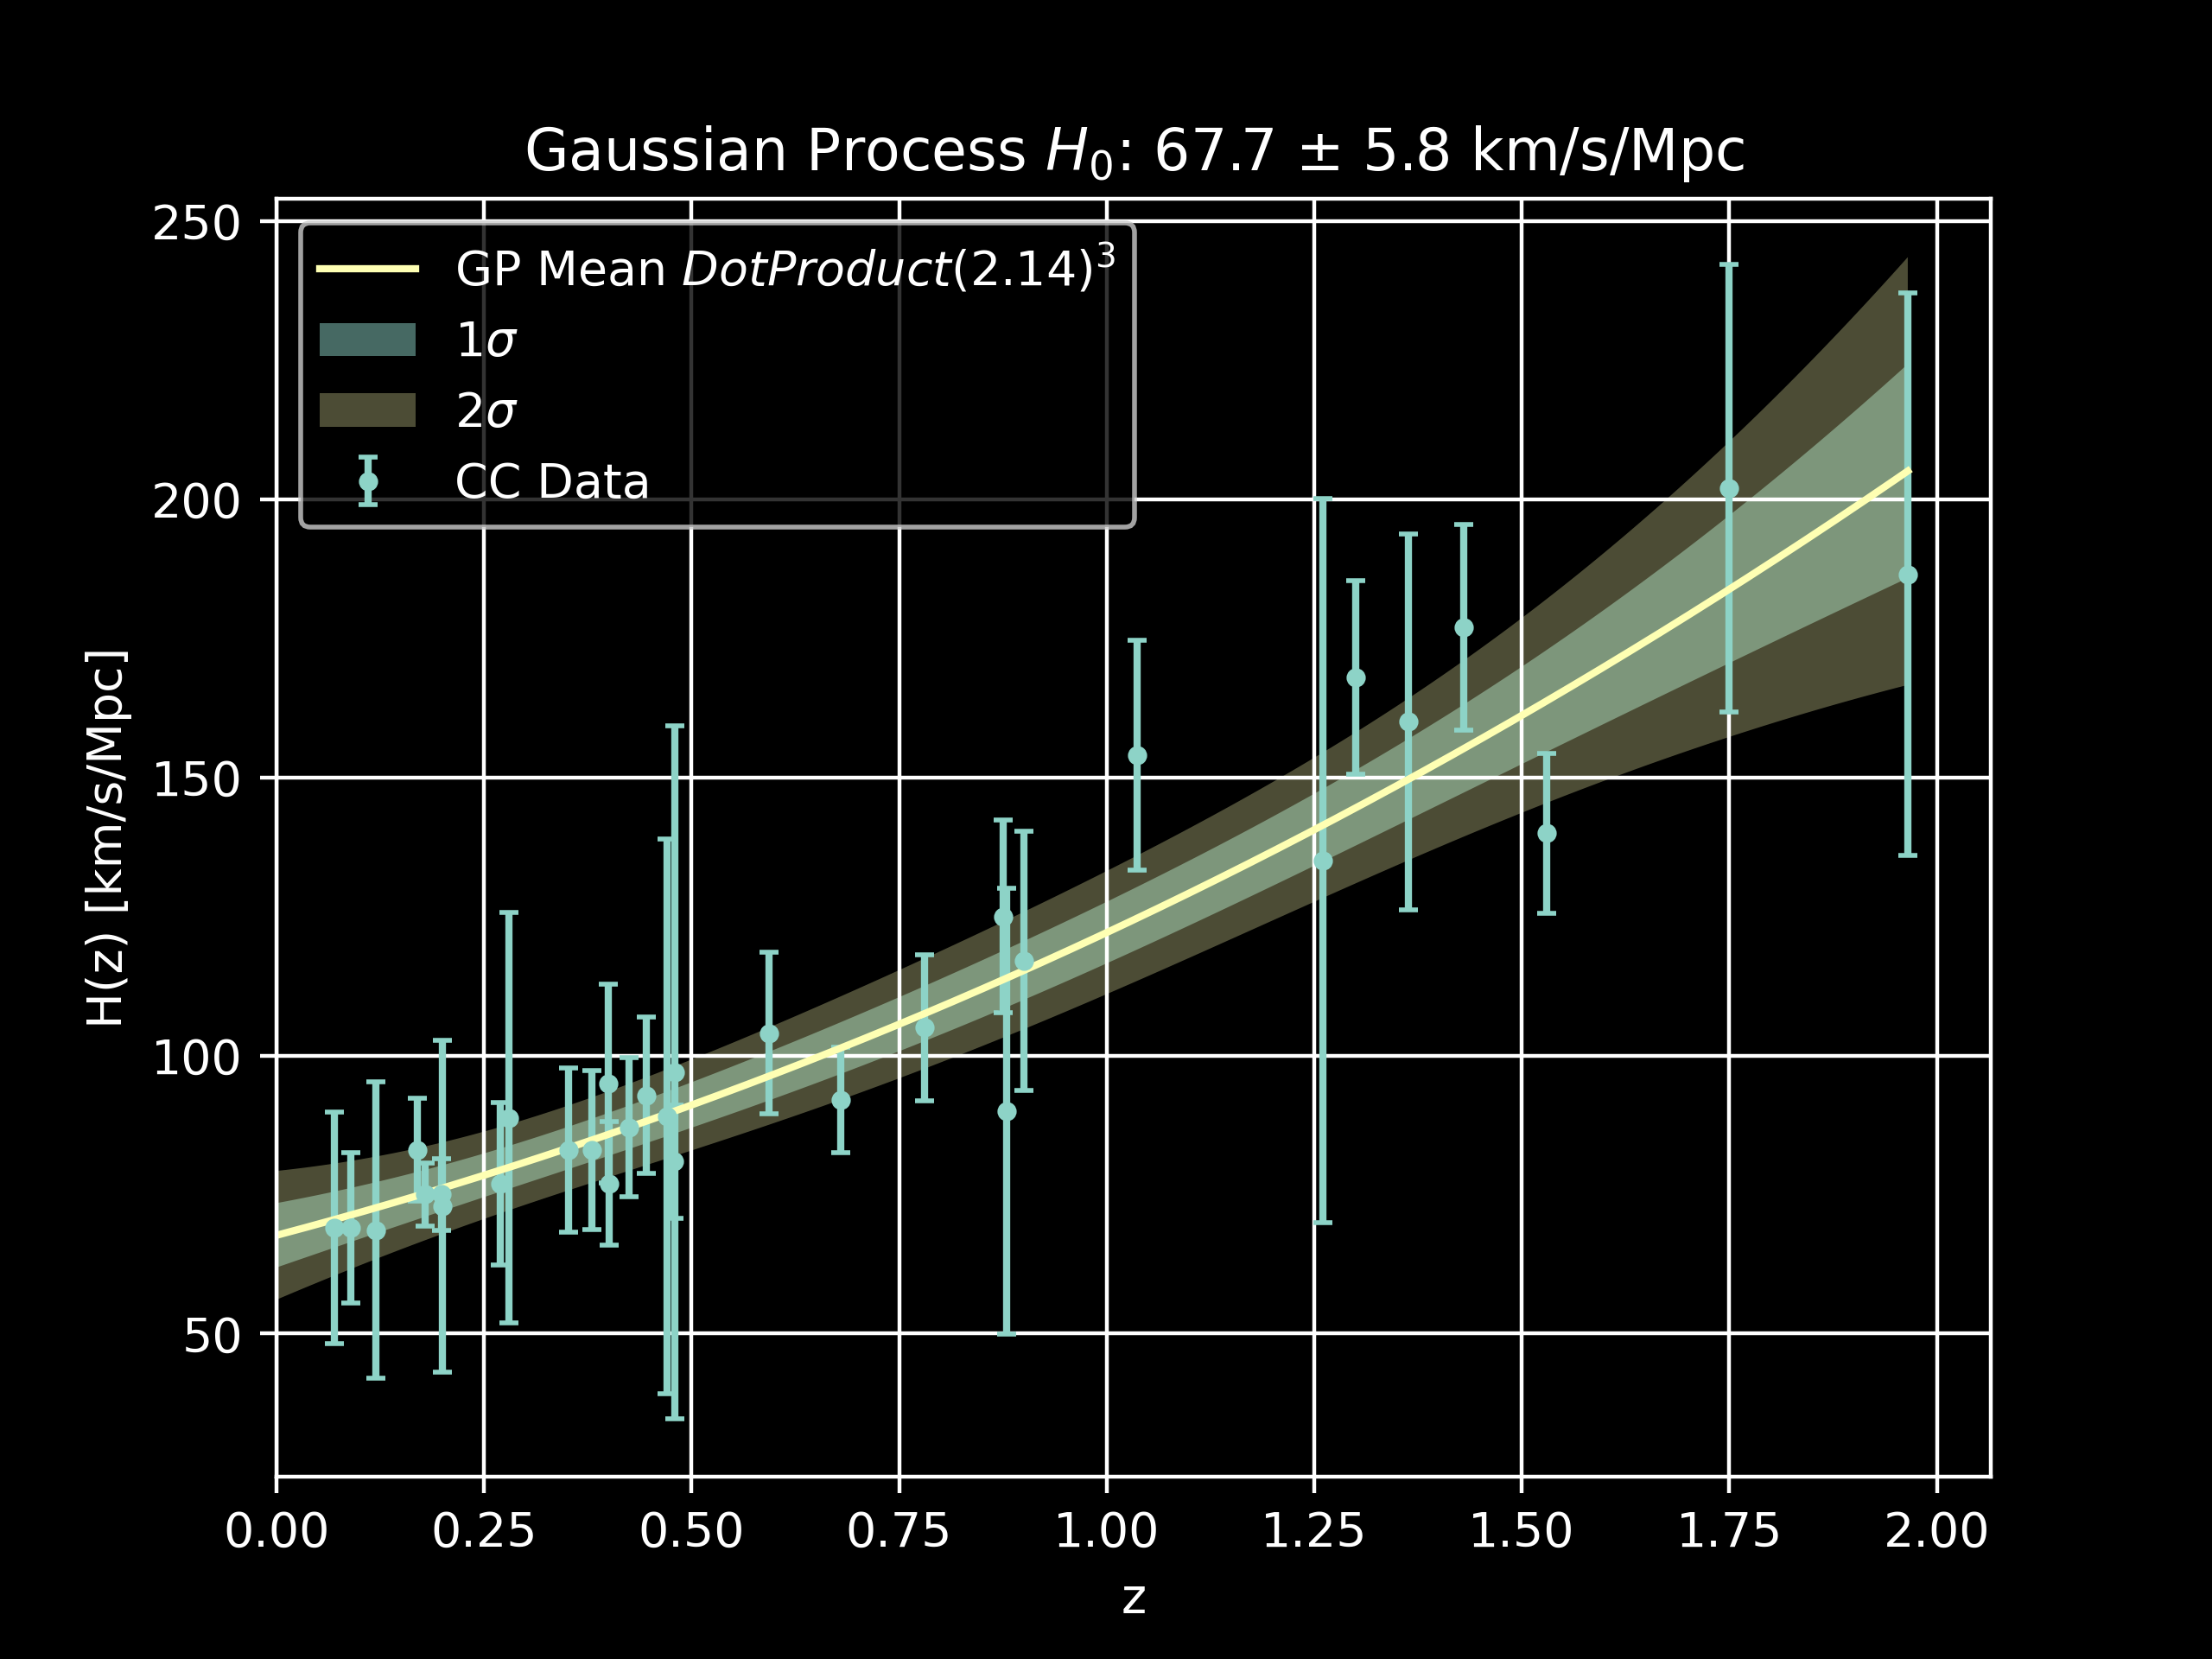 Gaussian Process H₀: 67.7 ± 5.8 km/s/Mpc
250
200
150
100
50
H(z) [km/s/Mpc]
GP Mean DotProduct(2.14)³
1σ
2σ
CC Data
0.00 0.25 0.50 0.75 1.00 1.25 1.50 1.75 2.00
z